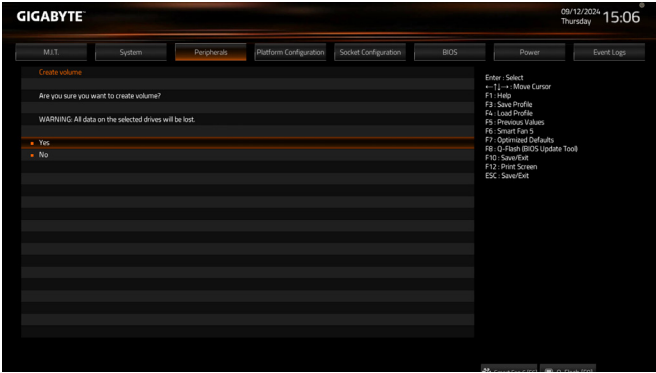 GIGABYTE
09/12/2024 15:06
Thursday
M.I.T. System Peripherals Platform Configuration Socket Configuration BIOS Power Event Logs
Create volume
Are you sure you want to create volume?
WARNING: All data on the selected drives will be lost.
Yes
No
Enter : Select
←↑↓→ : Move Cursor
F1 : Help
F3 : Save Profile
F4 : Load Profile
F5 : Previous Values
F6 : Smart Fan 5
F7 : Optimized Defaults
F8 : Q-Flash (BIOS Update Tool)
F10 : Save/Exit
F12 : Print Screen
ESC : Save/Exit